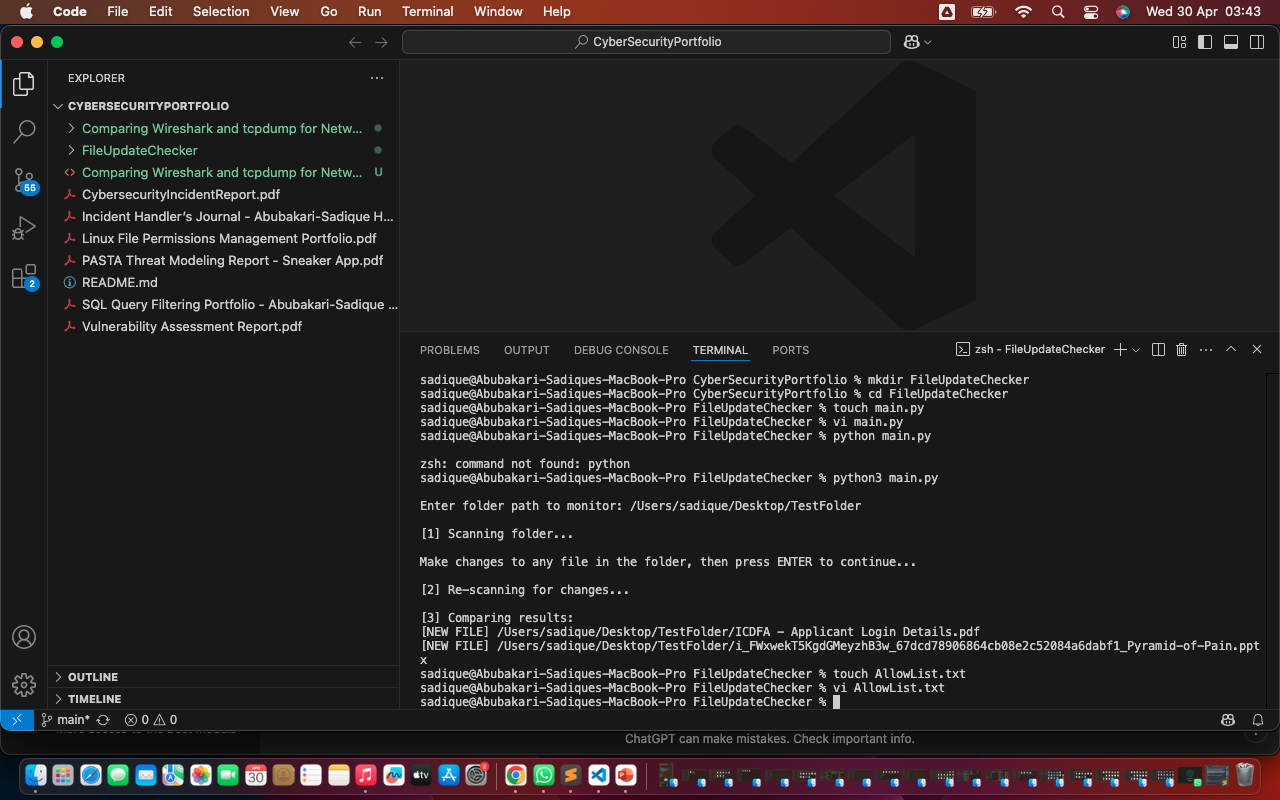 Code File Edit Selection View Go Run Terminal Window Help Wed 30 Apr 03:43
CyberSecurityPortfolio
EXPLORER
CYBERSECURITYPORTFOLIO
Comparing Wireshark and tcpdump for Netw...
FileUpdateChecker
Comparing Wireshark and tcpdump for Netw... U
CybersecurityIncidentReport.pdf
Incident Handler’s Journal - Abubakari-Sadique H...
Linux File Permissions Management Portfolio.pdf
PASTA Threat Modeling Report - Sneaker App.pdf
README.md
SQL Query Filtering Portfolio - Abubakari-Sadique ...
Vulnerability Assessment Report.pdf
55
2
OUTLINE
TIMELINE
PROBLEMS OUTPUT DEBUG CONSOLE TERMINAL PORTS zsh - FileUpdateChecker
sadique@Abubakari-Sadiques-MacBook-Pro CyberSecurityPortfolio % mkdir FileUpdateChecker
sadique@Abubakari-Sadiques-MacBook-Pro CyberSecurityPortfolio % cd FileUpdateChecker
sadique@Abubakari-Sadiques-MacBook-Pro FileUpdateChecker % touch main.py
sadique@Abubakari-Sadiques-MacBook-Pro FileUpdateChecker % vi main.py
sadique@Abubakari-Sadiques-MacBook-Pro FileUpdateChecker % python main.py
zsh: command not found: python
sadique@Abubakari-Sadiques-MacBook-Pro FileUpdateChecker % python3 main.py
Enter folder path to monitor: /Users/sadique/Desktop/TestFolder
[1] Scanning folder...
Make changes to any file in the folder, then press ENTER to continue...
[2] Re-scanning for changes...
[3] Comparing results:
[NEW FILE] /Users/sadique/Desktop/TestFolder/ICDFA - Applicant Login Details.pdf
[NEW FILE] /Users/sadique/Desktop/TestFolder/i_FWxwekT5KgdGMeyzhB3w_67dcd78906864cb08e2c52084a6dabf1_Pyramid-of-Pain.ppt
x
sadique@Abubakari-Sadiques-MacBook-Pro FileUpdateChecker % touch AllowList.txt
sadique@Abubakari-Sadiques-MacBook-Pro FileUpdateChecker % vi AllowList.txt
sadique@Abubakari-Sadiques-MacBook-Pro FileUpdateChecker %
main* 0 0
ChatGPT can make mistakes. Check important info.
APR
30
tv
2